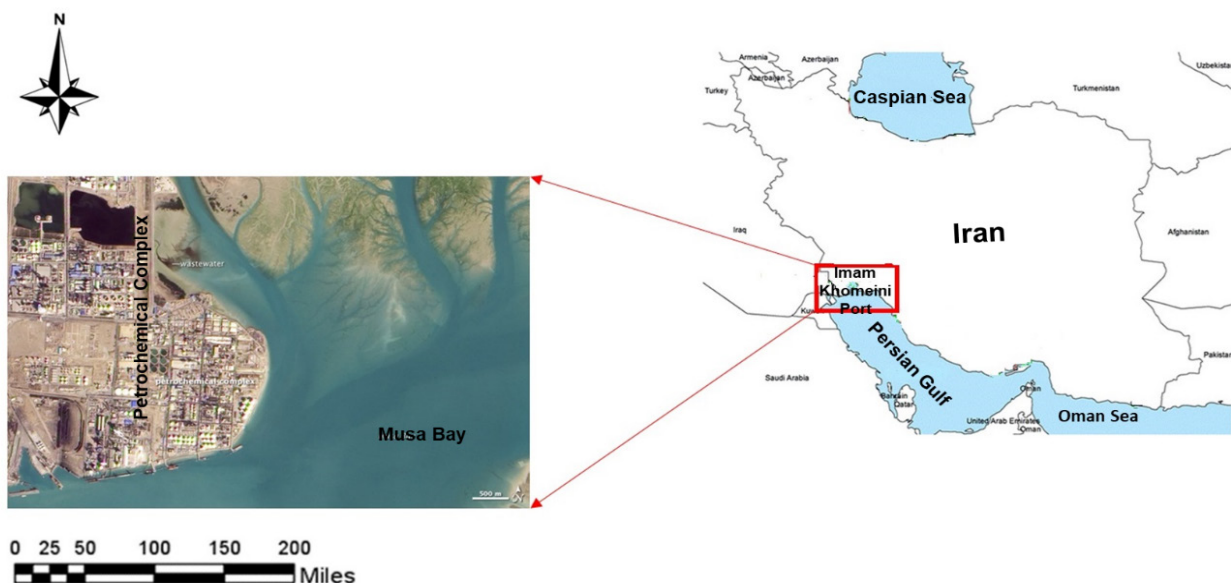 N
Petrochemical Complex
wastewater
petrochemical complex
Musa Bay
500 m
N
0 25 50 100 150 200
Miles
Armenia
Azerbaijan
Azerbaijan
Turkey
Caspian Sea
Uzbekistan
Turkmenistan
Iran
Iraq
Afghanistan
Imam
Khomeini
Port
Persian Gulf
Pakistan
Saudi Arabia
Bahrain
Qatar
Oman
United Arab Emirates
Oman
Oman Sea